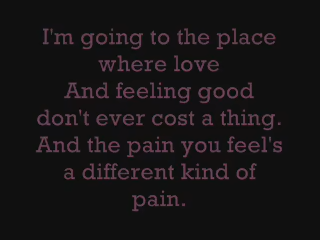 I'm going to the place
where love
And feeling good
don't ever cost a thing.
And the pain you feel's
a different kind of
pain.